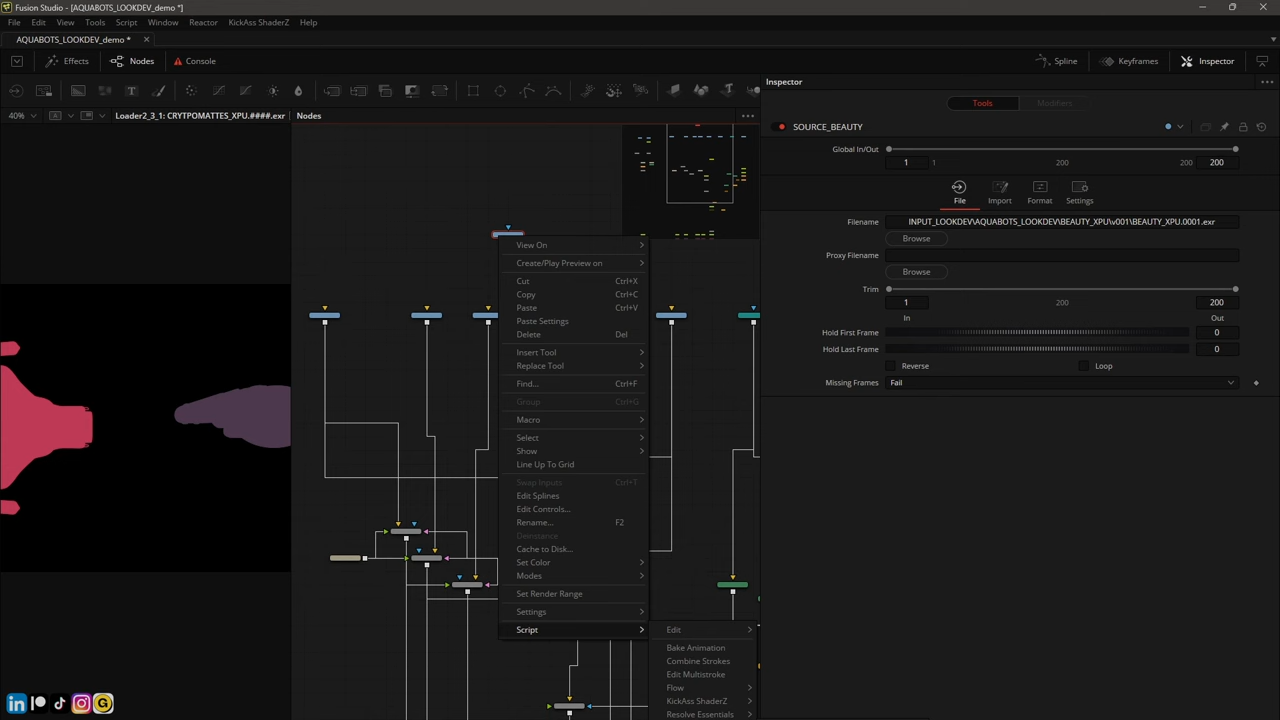 Fusion Studio - [AQUABOTS_LOOKDEV_demo *]
File Edit View Tools Script Window Reactor KickAss ShaderZ Help
AQUABOTS_LOOKDEV_demo *
Effects Nodes Console Spline Keyframes Inspector
40% Loader2_3_1: CRYTPOMATTES_XPU.####.exr Nodes
Inspector
Tools Modifiers
SOURCE_BEAUTY
Global In/Out
1 1 200 200 200
File Import Format Settings
Filename INPUT_LOOKDEV\AQUABOTS_LOOKDEV\BEAUTY_XPU\v001\BEAUTY_XPU.0001.exr
Browse
Proxy Filename
Browse
Trim
1 200 200
In Out
Hold First Frame 0
Hold Last Frame 0
Reverse Loop
Missing Frames Fail
View On
Create/Play Preview on
Cut Ctrl+X
Copy Ctrl+C
Paste Ctrl+V
Paste Settings
Delete Del
Insert Tool
Replace Tool
Find... Ctrl+F
Group Ctrl+G
Macro
Select
Show
Line Up To Grid
Swap Inputs Ctrl+T
Edit Splines
Edit Controls...
Rename... F2
Deinstance
Cache to Disk...
Set Color
Modes
Set Render Range
Settings
Script
Edit
Bake Animation
Combine Strokes
Edit Multistroke
Flow
KickAss ShaderZ
Resolve Essentials
in
G